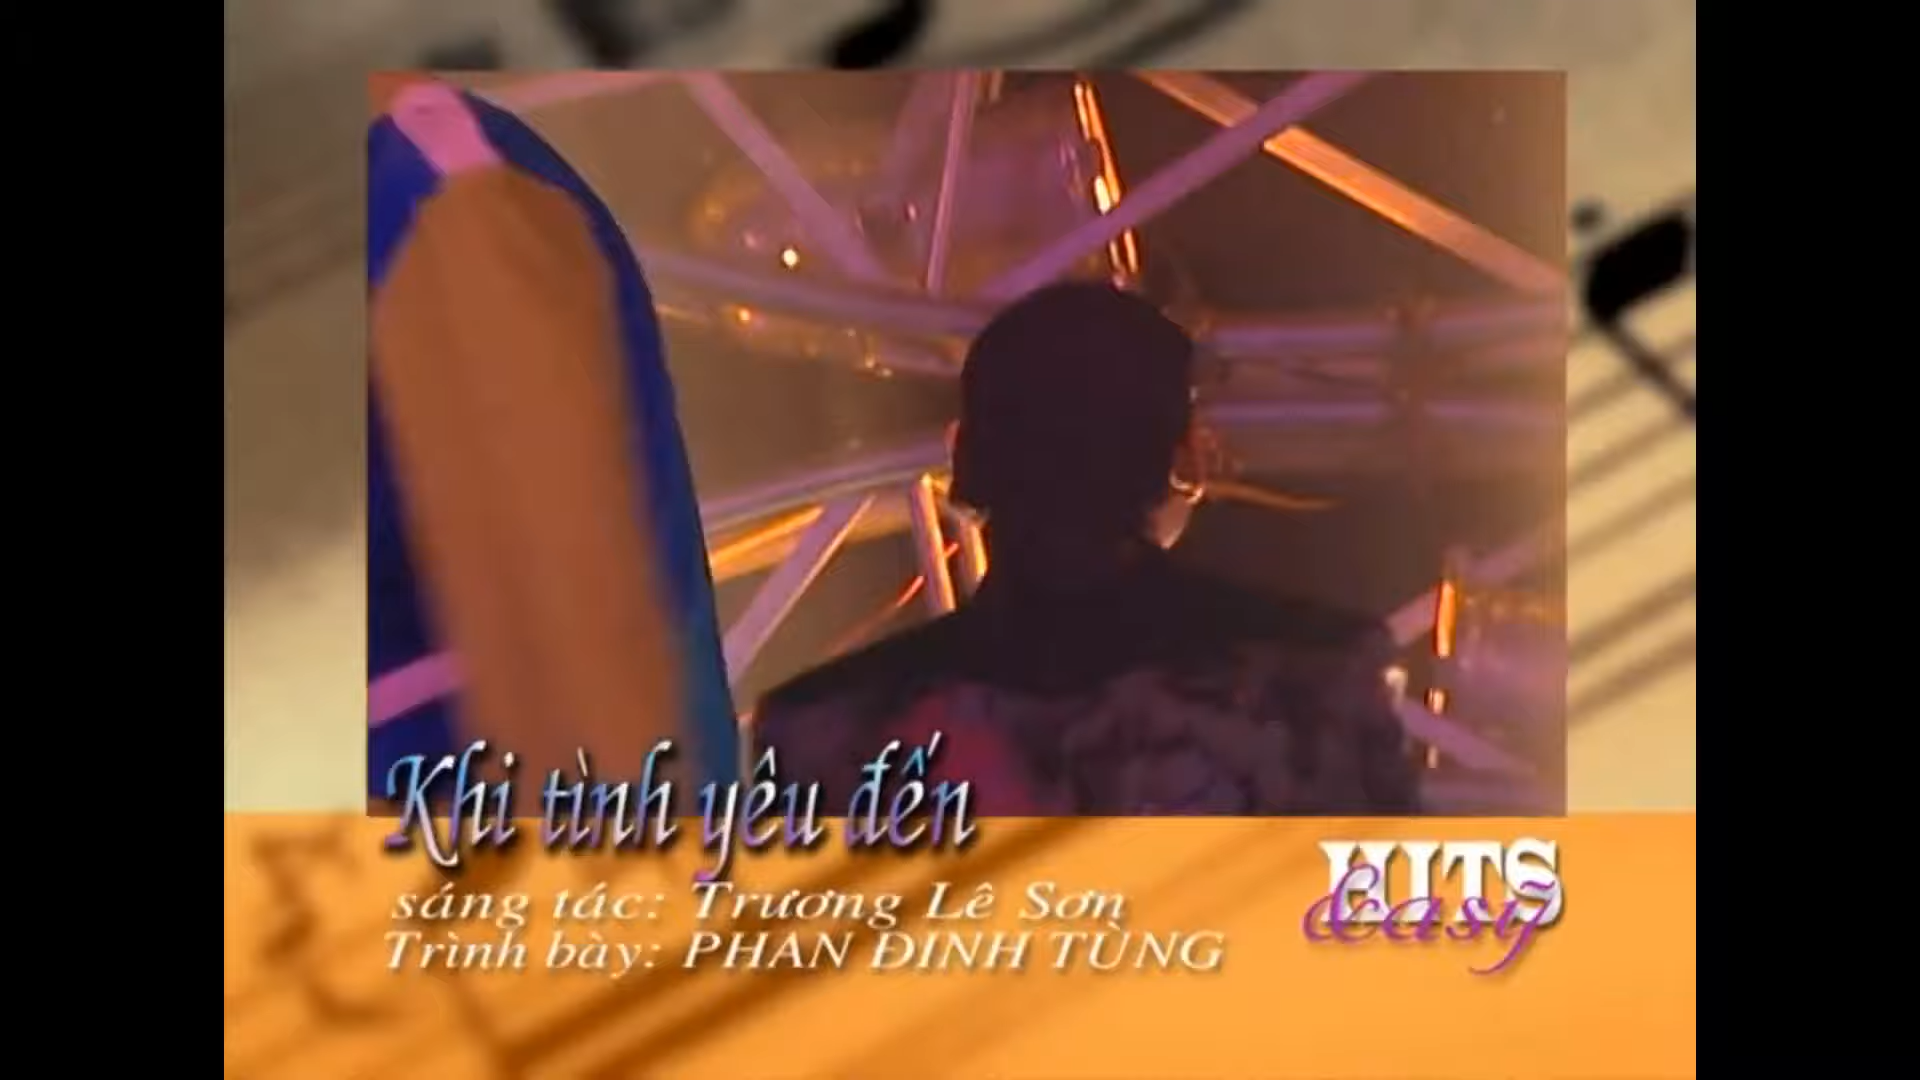 Khi tình yêu đến
sáng tác: Trương Lê Sơn
Trình bày: PHAN ĐINH TÙNG
HITS
Easy